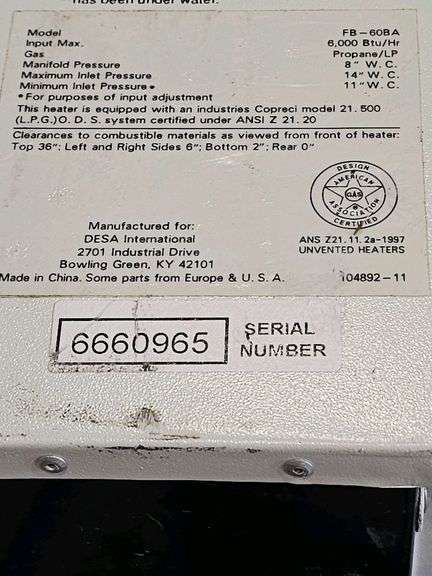 has been under water.
Model FB-60BA
Input Max. 6,000 Btu/Hr
Gas Propane/LP
Manifold Pressure 8" W. C.
Maximum Inlet Pressure 14" W. C.
Minimum Inlet Pressure• 11" W. C.
•For purposes of input adjustment
This heater is equipped with an industries Copreci model 21.500
(L.P.G.)O. D. S. system certified under ANSI Z 21. 20
Clearances to combustible materials as viewed from front of heater:
Top 36"; Left and Right Sides 6"; Bottom 2"; Rear 0"
DESIGN
AMERICAN
GAS
ASSOCIATION
CERTIFIED
Manufactured for:
DESA International
2701 Industrial Drive
Bowling Green, KY 42101
ANS Z21. 11. 2a-1997
UNVENTED HEATERS
Made in China. Some parts from Europe & U. S. A.
104892-11
6660965
SERIAL
NUMBER